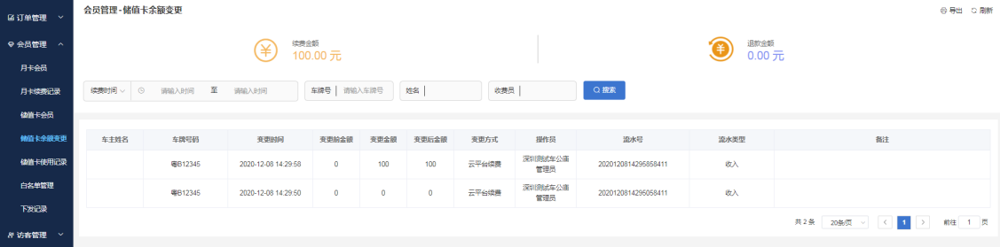 订单管理
会员管理
月卡会员
月卡续费记录
储值卡会员
储值卡余额变更
储值卡使用记录
白名单管理
下发记录
访客管理
会员管理-储值卡余额变更
导出 刷新
续费金额
100.00 元
退款金额
0.00 元
续费时间 请输入时间 至 请输入时间 车牌号 请输入车牌号 姓名 收费员 搜索
车主姓名 车牌号码 变更时间 变更前金额 变更金额 变更后金额 变更方式 操作员 流水号 流水类型 备注
粤B12345 2020-12-08 14:29:58 0 100 100 云平台续费 深圳测试车公庙管理员 2020120814295858411 收入
粤B12345 2020-12-08 14:29:50 0 0 0 云平台续费 深圳测试车公庙管理员 2020120814295058411 收入
共 2 条 20条/页 1 前往 1 页